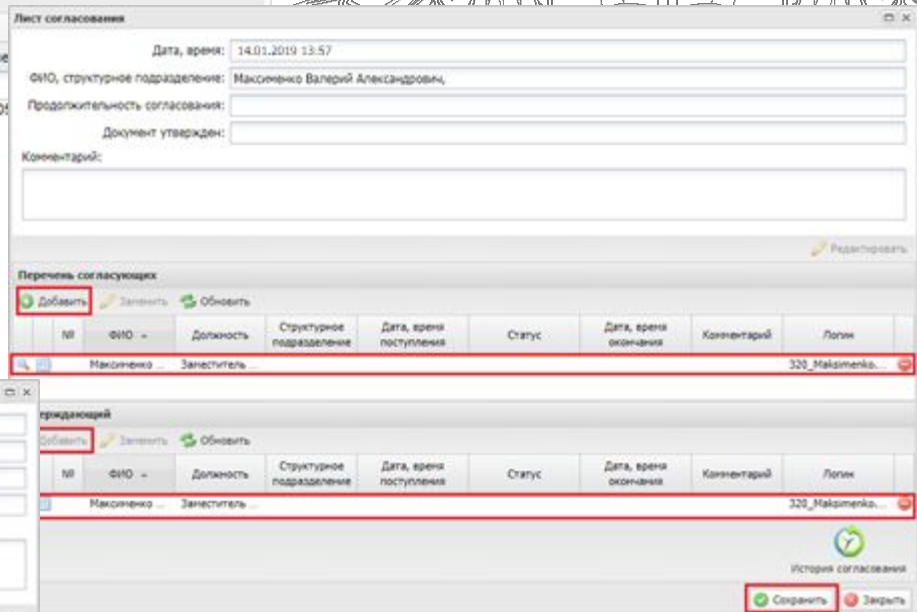 Лист согласования
Дата, время: 14.01.2019 13:57
ФИО, структурное подразделение: Максименко Валерий Александрович,
Продолжительность согласования:
Документ утвержден:
Комментарий:
Редактировать
Перечень согласующих
Добавить Заменить Обновить
№ ФИО Должность Структурное подразделение Дата, время поступления Статус Дата, время окончания Комментарий Логин
Максименко ... Заместитель ... 320_Maksimenko...
ерждающий
Добавить Заменить Обновить
№ ФИО Должность Структурное подразделение Дата, время поступления Статус Дата, время окончания Комментарий Логин
Максименко ... Заместитель ... 320_Maksimenko...
История согласования
Сохранить Закрыть